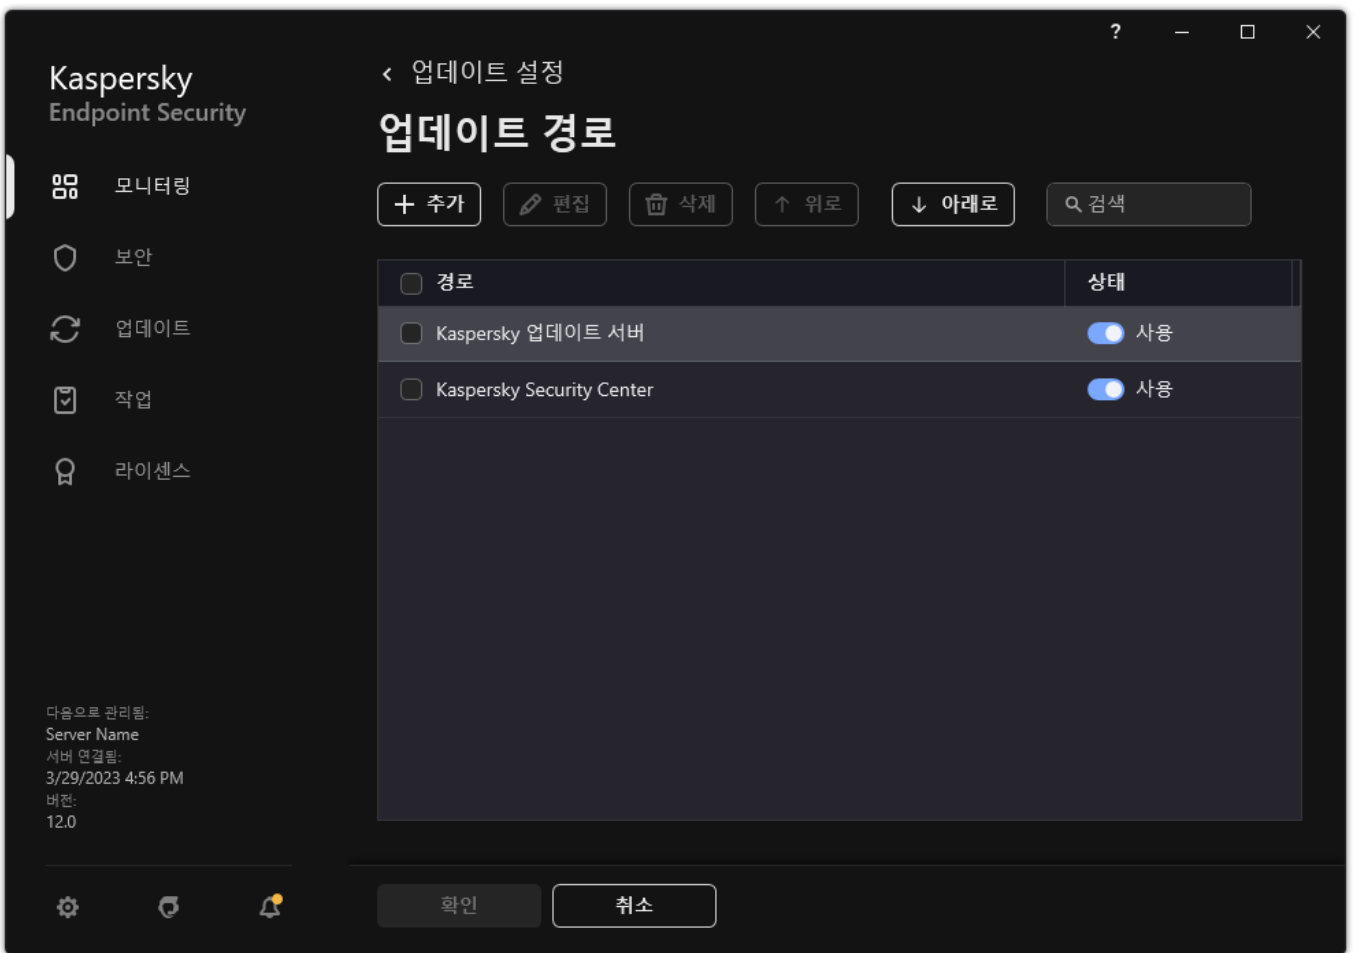 ?
Kaspersky
Endpoint Security
모니터링
보안
업데이트
작업
라이센스
다음으로 관리됨:
Server Name
서버 연결됨:
3/29/2023 4:56 PM
버전:
12.0
업데이트 설정
업데이트 경로
추가 편집 삭제 위로 아래로 검색
경로 상태
Kaspersky 업데이트 서버 사용
Kaspersky Security Center 사용
확인 취소